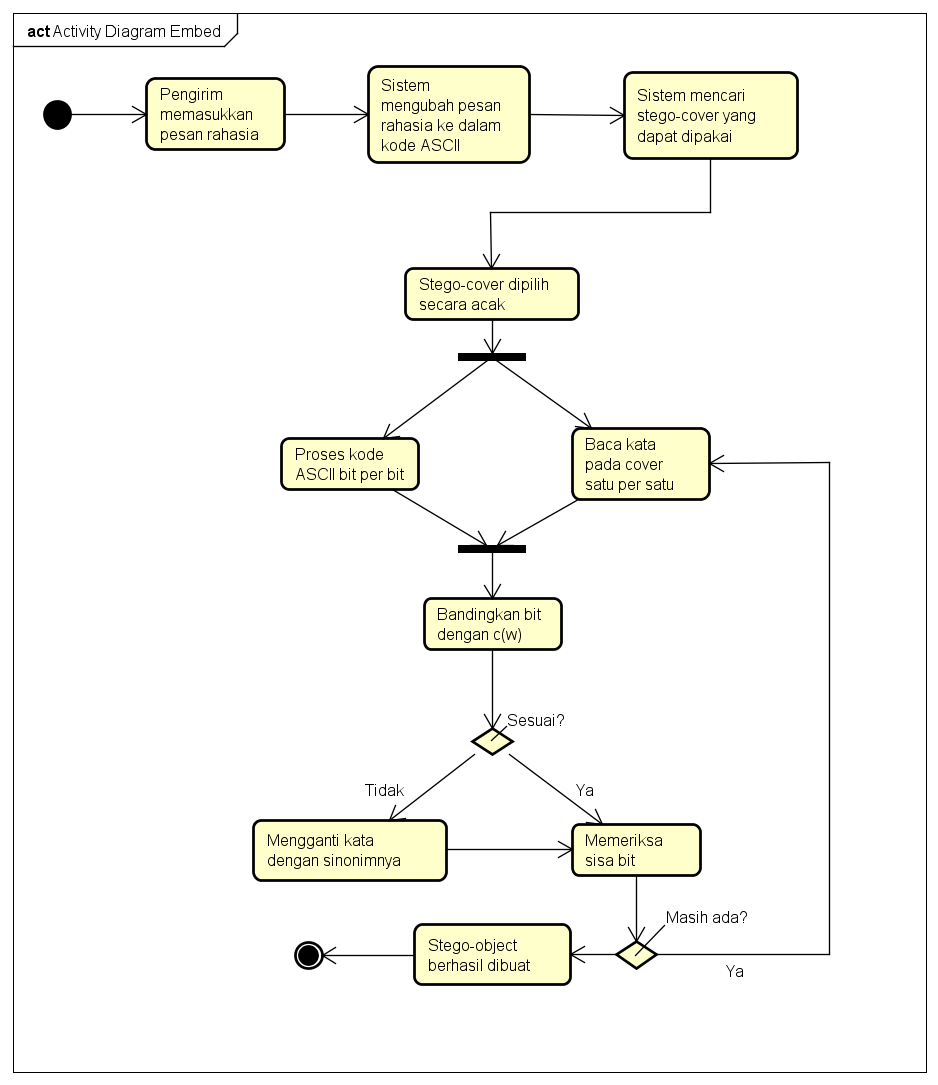 act Activity Diagram Embed
Pengirim
memasukkan
pesan rahasia
Sistem
mengubah pesan
rahasia ke dalam
kode ASCII
Sistem mencari
stego-cover yang
dapat dipakai
Stego-cover dipilih
secara acak
Proses kode
ASCII bit per bit
Baca kata
pada cover
satu per satu
Bandingkan bit
dengan c(w)
Sesuai?
Tidak
Ya
Mengganti kata
dengan sinonimnya
Memeriksa
sisa bit
Masih ada?
Ya
Stego-object
berhasil dibuat